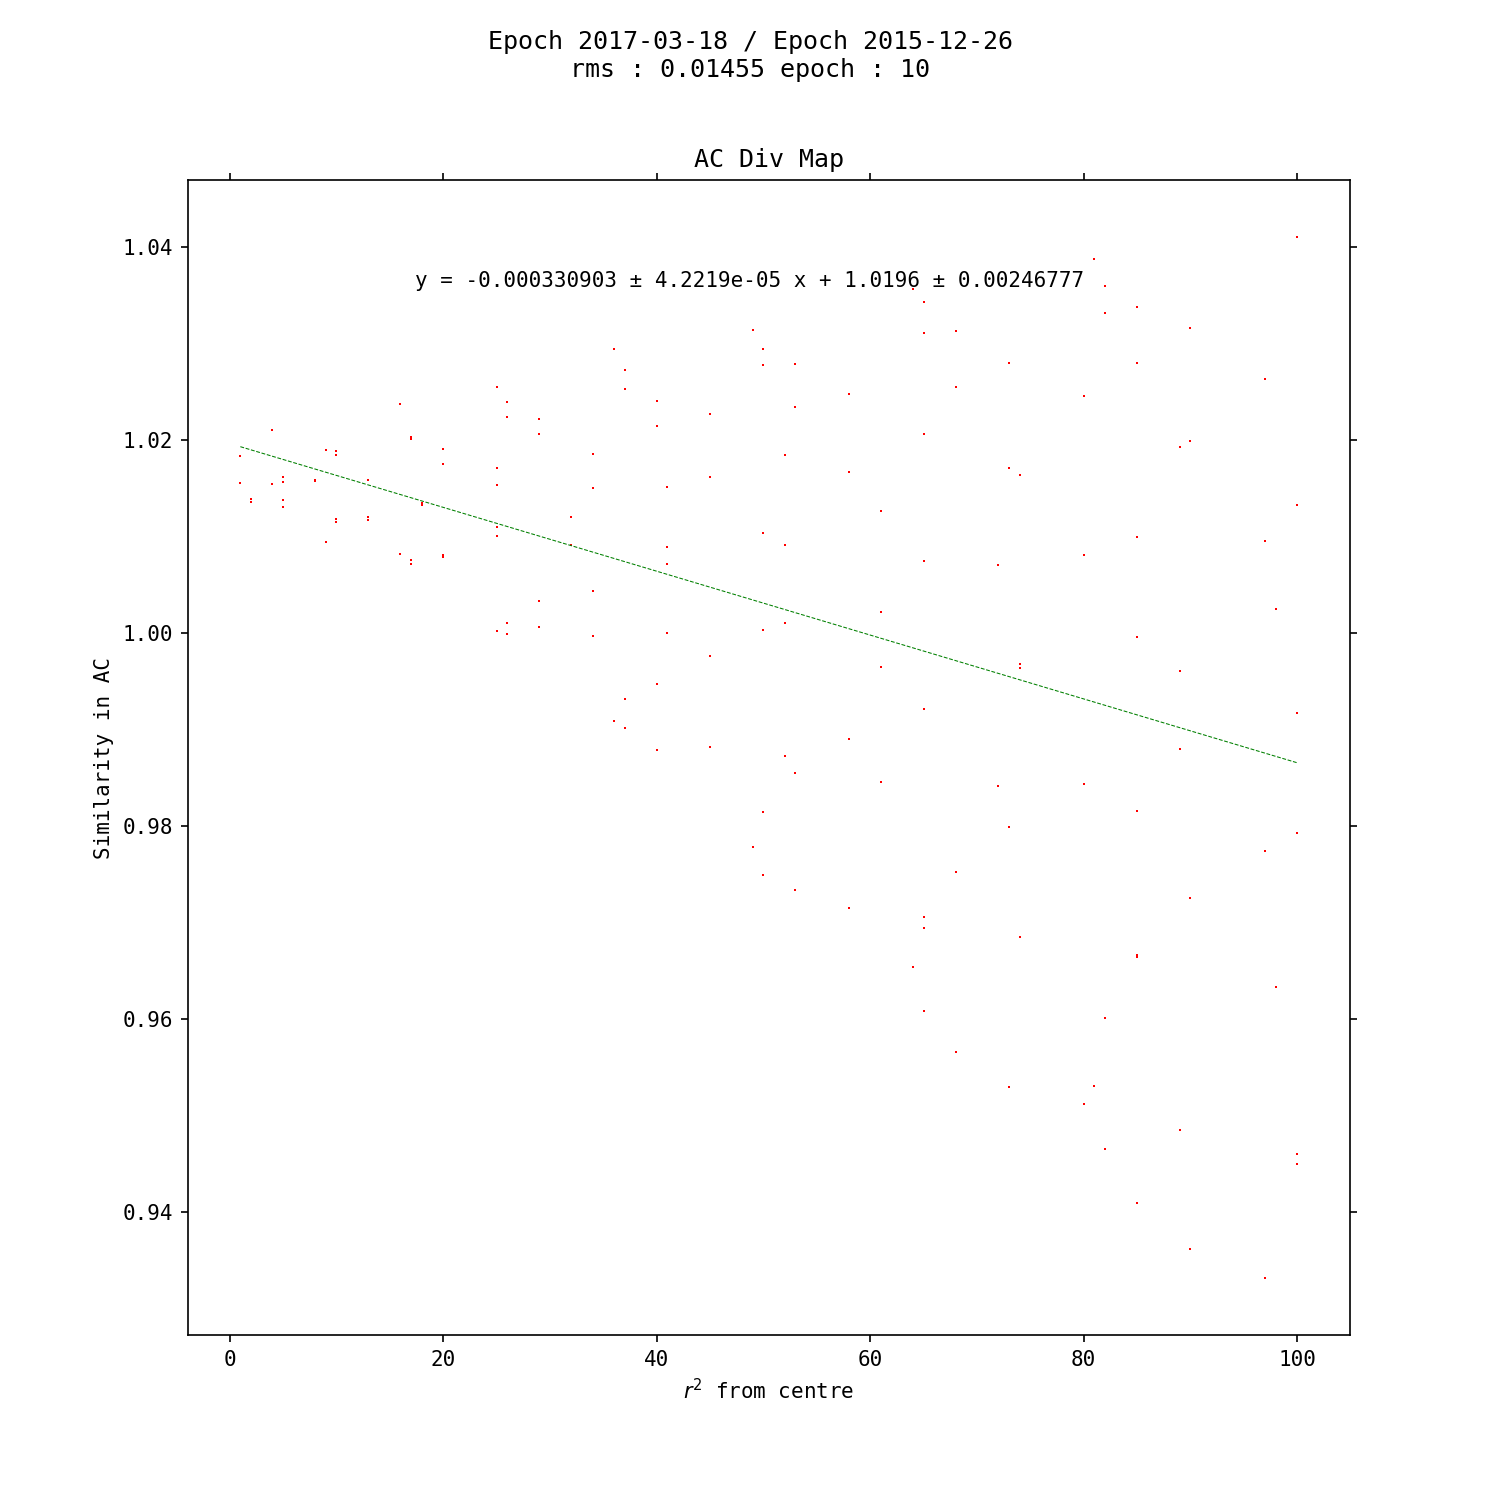 Epoch 2017-03-18 / Epoch 2015-12-26
rms : 0.01455 epoch : 10
AC Div Map
y = -0.000330903 ± 4.2219e-05 x + 1.0196 ± 0.00246777
1.04
1.02
1.00
0.98
0.96
0.94
Similarity in AC
0 20 40 60 80 100
r² from centre